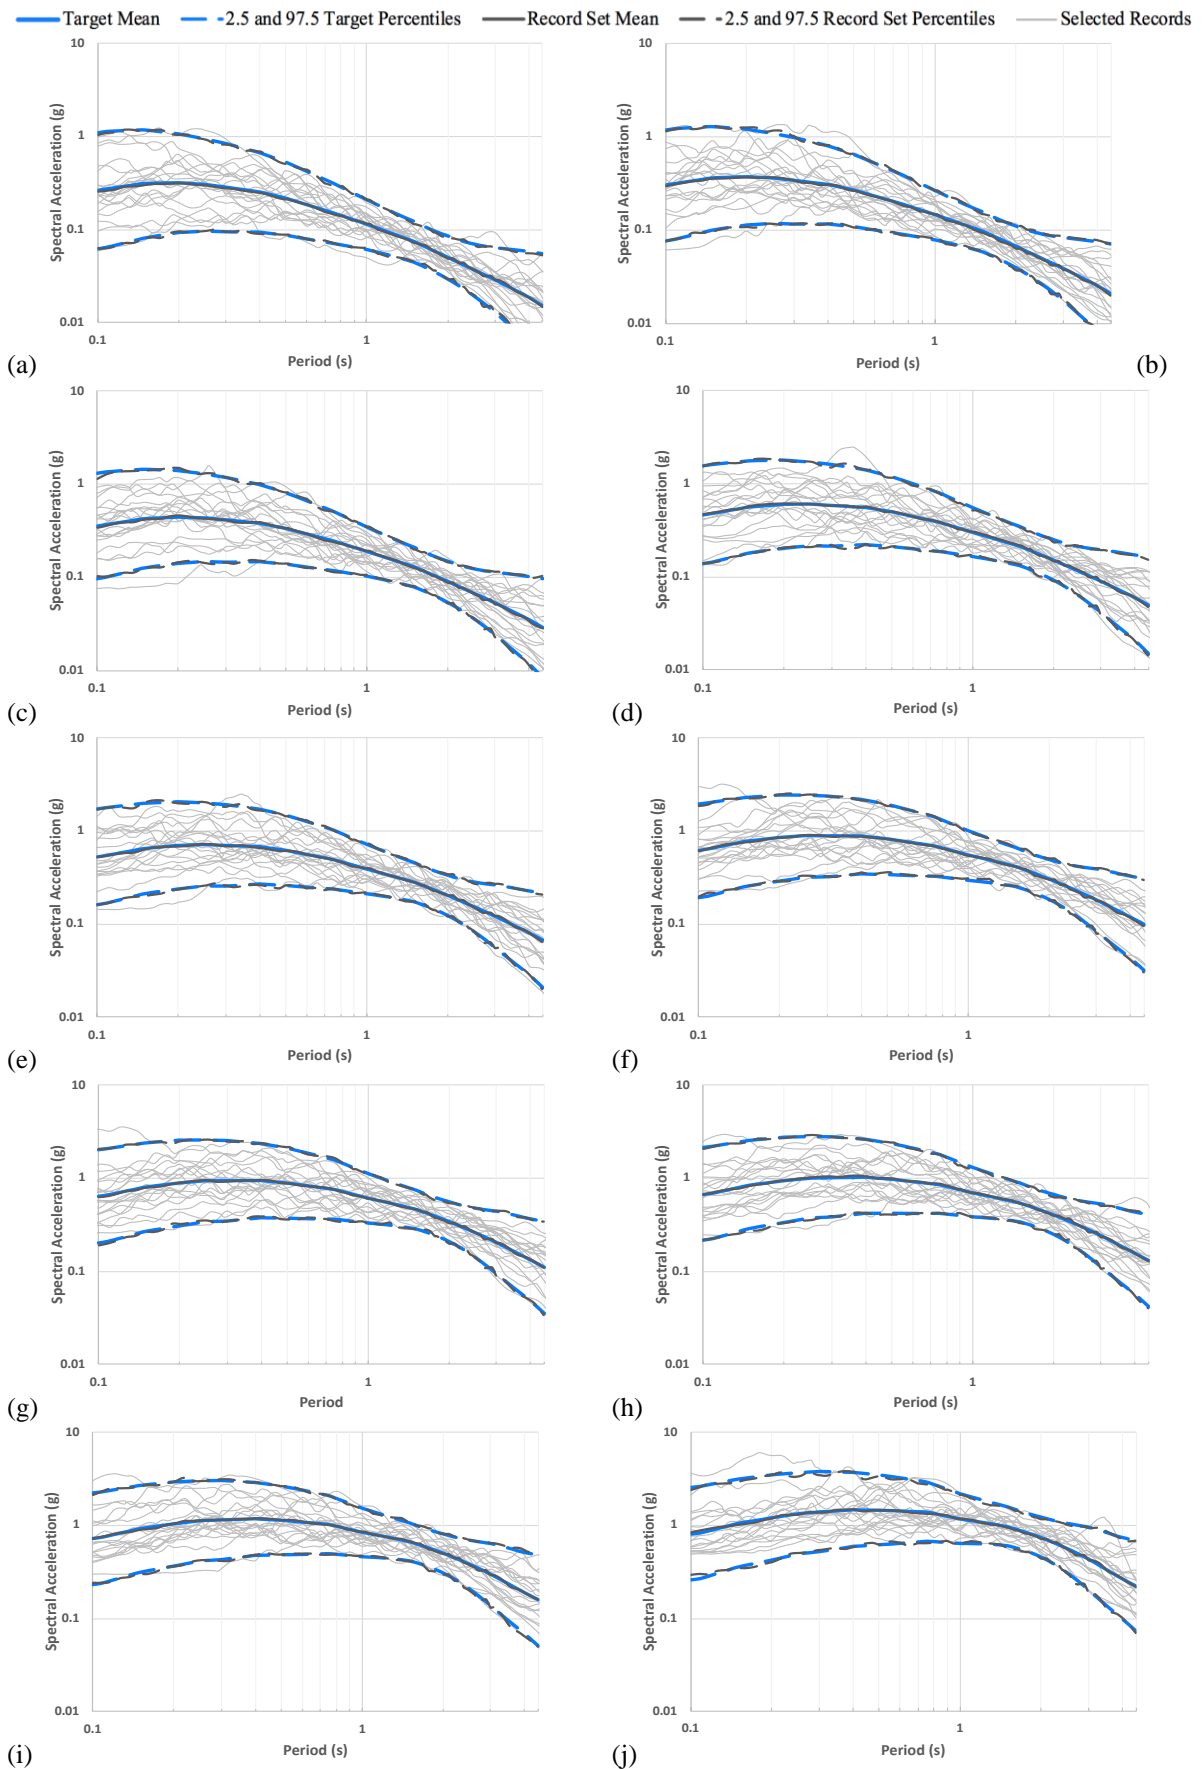 Target Mean 2.5 and 97.5 Target Percentiles Record Set Mean 2.5 and 97.5 Record Set Percentiles Selected Records
10
1
0.1
0.01
Spectral Acceleration (g)
0.1 1
Period (s)
(a)
10
1
0.1
0.01
Spectral Acceleration (g)
0.1 1
Period (s)
(b)
10
1
0.1
0.01
Spectral Acceleration (g)
0.1 1
Period (s)
(c)
10
1
0.1
0.01
Spectral Acceleration (g)
0.1 1
Period (s)
(d)
10
1
0.1
0.01
Spectral Acceleration (g)
0.1 1
Period (s)
(e)
10
1
0.1
0.01
Spectral Acceleration (g)
0.1 1
Period (s)
(f)
10
1
0.1
0.01
Spectral Acceleration (g)
0.1 1
Period
(g)
10
1
0.1
0.01
Spectral Acceleration (g)
0.1 1
Period (s)
(h)
10
1
0.1
0.01
Spectral Acceleration (g)
0.1 1
Period (s)
(i)
10
1
0.1
0.01
Spectral Acceleration (g)
0.1 1
Period (s)
(j)